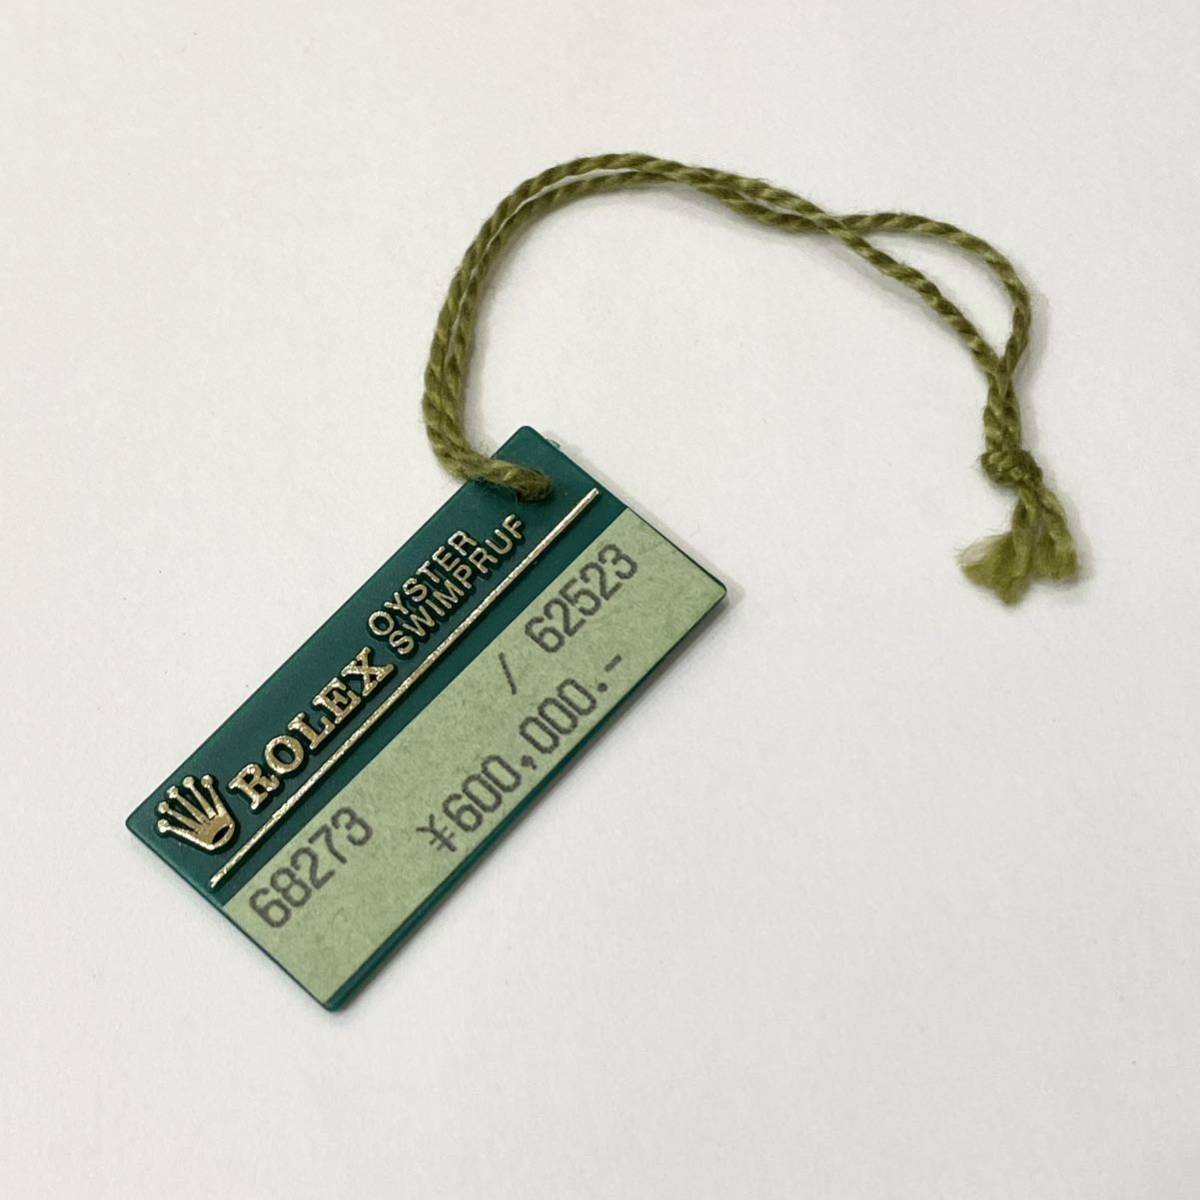 ROLEX OYSTER
SWIMPRUF
68273 / 62523
¥600,000.-